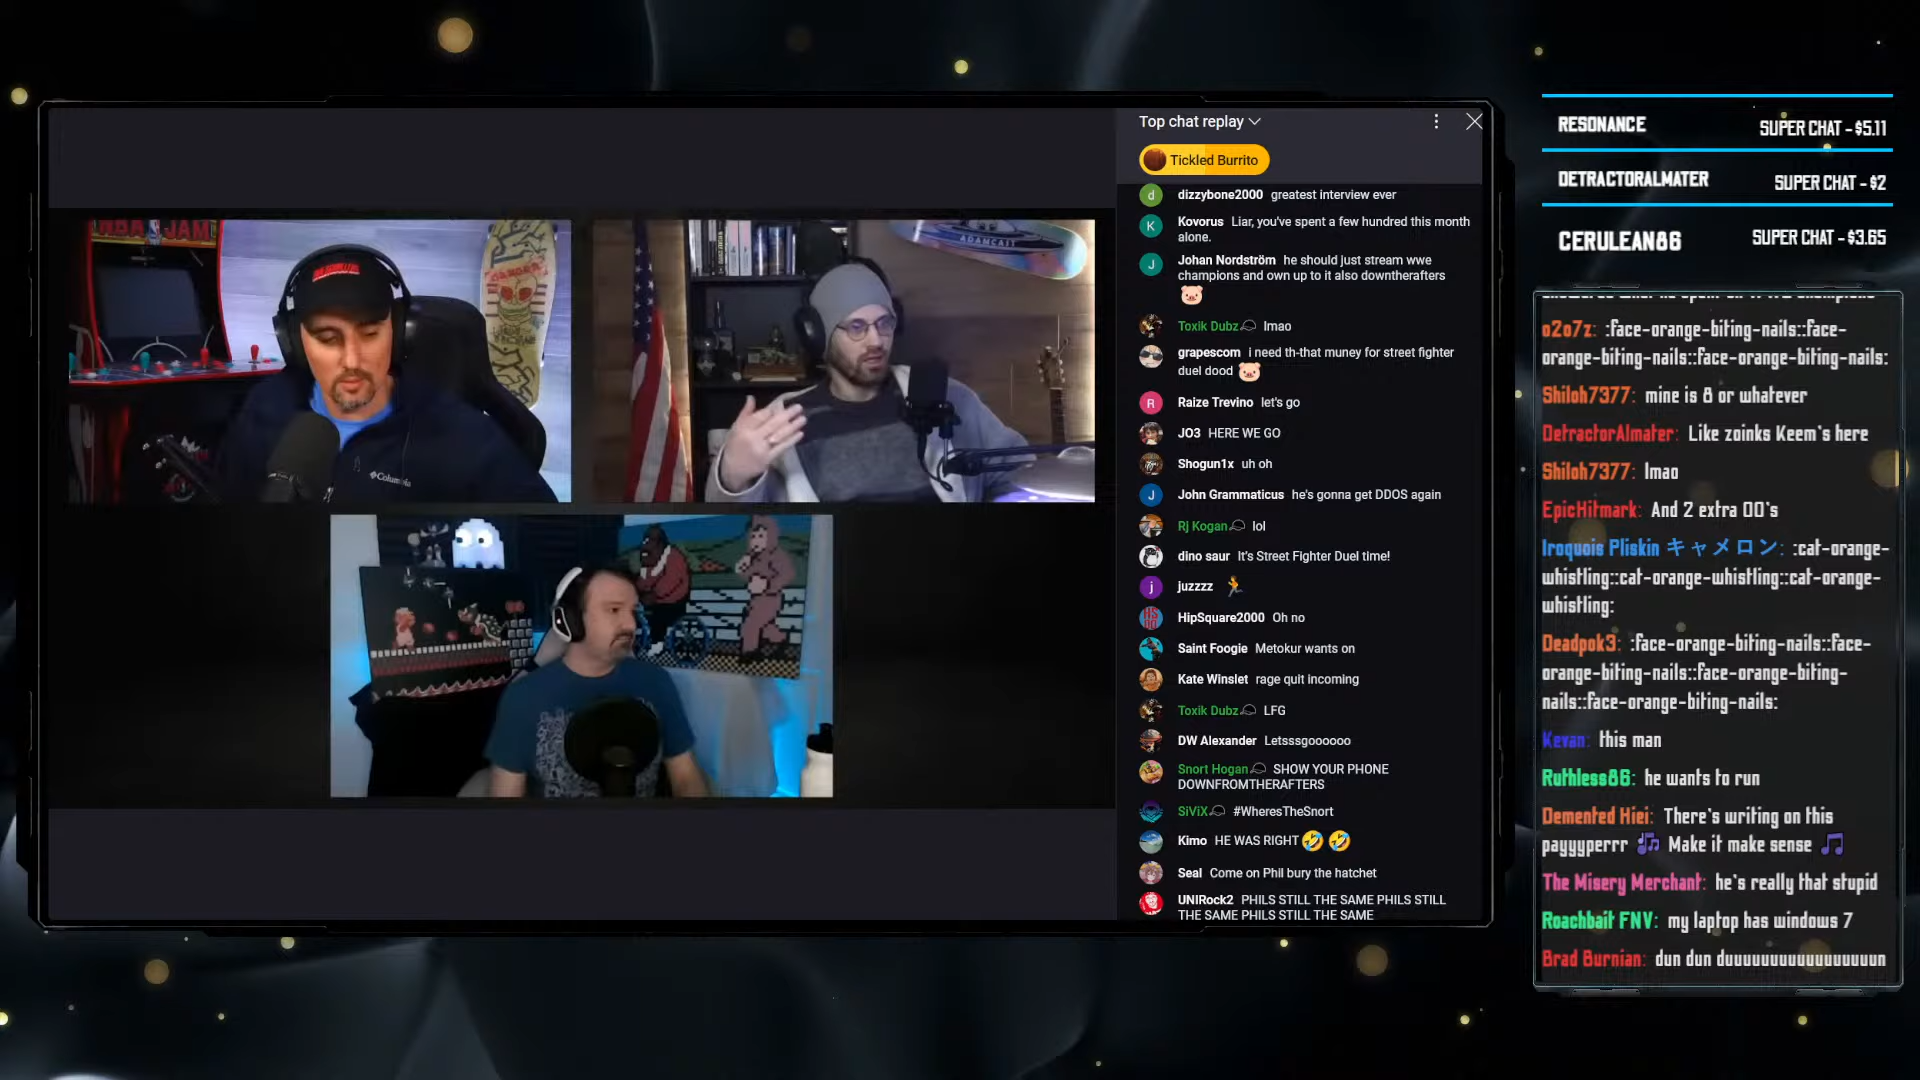 NBA JAM
ADAMCAST
Columbia
Top chat replay
Tickled Burrito
dizzybone2000 greatest interview ever
Kovorus Liar, you've spent a few hundred this month
alone.
Johan Nordström he should just stream wwe
champions and own up to it also downtherafters
Toxik Dubz lmao
grapescom i need th-that muney for street fighter
duel dood
Raize Trevino let's go
JO3 HERE WE GO
Shogun1x uh oh
John Grammaticus he's gonna get DDOS again
Rj Kogan lol
dino saur It's Street Fighter Duel time!
juzzzz
HipSquare2000 Oh no
Saint Foogie Metokur wants on
Kate Winslet rage quit incoming
Toxik Dubz LFG
DW Alexander Letsssgoooooo
Snort Hogan SHOW YOUR PHONE
DOWNFROMTHERAFTERS
SiViX #WheresTheSnort
Kimo HE WAS RIGHT
Seal Come on Phil bury the hatchet
UNIRock2 PHILS STILL THE SAME PHILS STILL
THE SAME PHILS STILL THE SAME
RESONANCE SUPER CHAT - $5.11
DETRACTORALMATER SUPER CHAT - $2
CERULEAN86 SUPER CHAT - $3.65
o2o7z: :face-orange-biting-nails::face-
orange-biting-nails::face-orange-biting-nails:
Shiloh7377: mine is 8 or whatever
DetractorAlmater: Like zoinks Keem's here
Shiloh7377: lmao
EpicHitmark: And 2 extra 00's
Iroquois Pliskin キャメロン: :cat-orange-
whistling::cat-orange-whistling::cat-orange-
whistling:
Deadpok3: :face-orange-biting-nails::face-
orange-biting-nails::face-orange-biting-
nails::face-orange-biting-nails:
Kevan: this man
Ruthless86: he wants to run
Demented Hiei: There's writing on this
payyyperrr Make it make sense
The Misery Merchant: he's really that stupid
Roachbait FNV: my laptop has windows 7
Brad Burnian: dun dun duuuuuuuuuuuuuuuuun